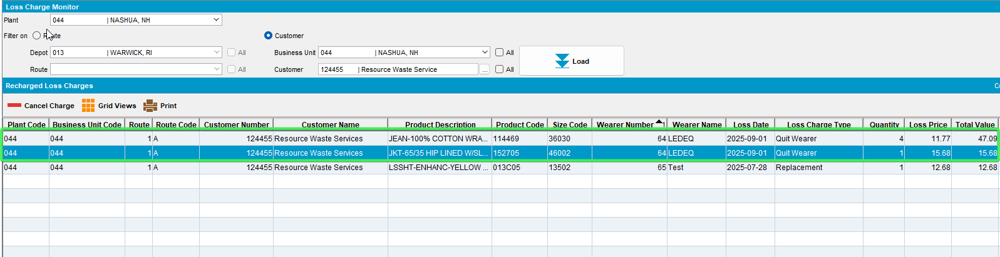 Loss Charge Monitor
Plant 044 | NASHUA, NH
Filter on Customer
Depot 013 | WARWICK, RI All Business Unit 044 | NASHUA, NH All
Route All Customer 124455 | Resource Waste Service ... All
Load
Recharged Loss Charges
Cancel Charge Grid Views Print
Plant Code Business Unit Code Route Route Code Customer Number Customer Name Product Description Product Code Size Code Wearer Number 1 Wearer Name Loss Date Loss Charge Type Quantity Loss Price Total Value
044 044 1 A 124455 Resource Waste Services JEAN-100% COTTON WRA... 114469 36030 64 LEDEQ 2025-09-01 Quit Wearer 4 11.77 47.09
044 044 1 A 124455 Resource Waste Services JKT-65/35 HIP LINED W/SL... 152705 46002 64 LEDEQ 2025-09-01 Quit Wearer 1 15.68 15.68
044 044 1 A 124455 Resource Waste Services LSSHT-ENHANC-YELLOW ... 013C05 13502 65 Test 2025-07-28 Replacement 1 12.68 12.68